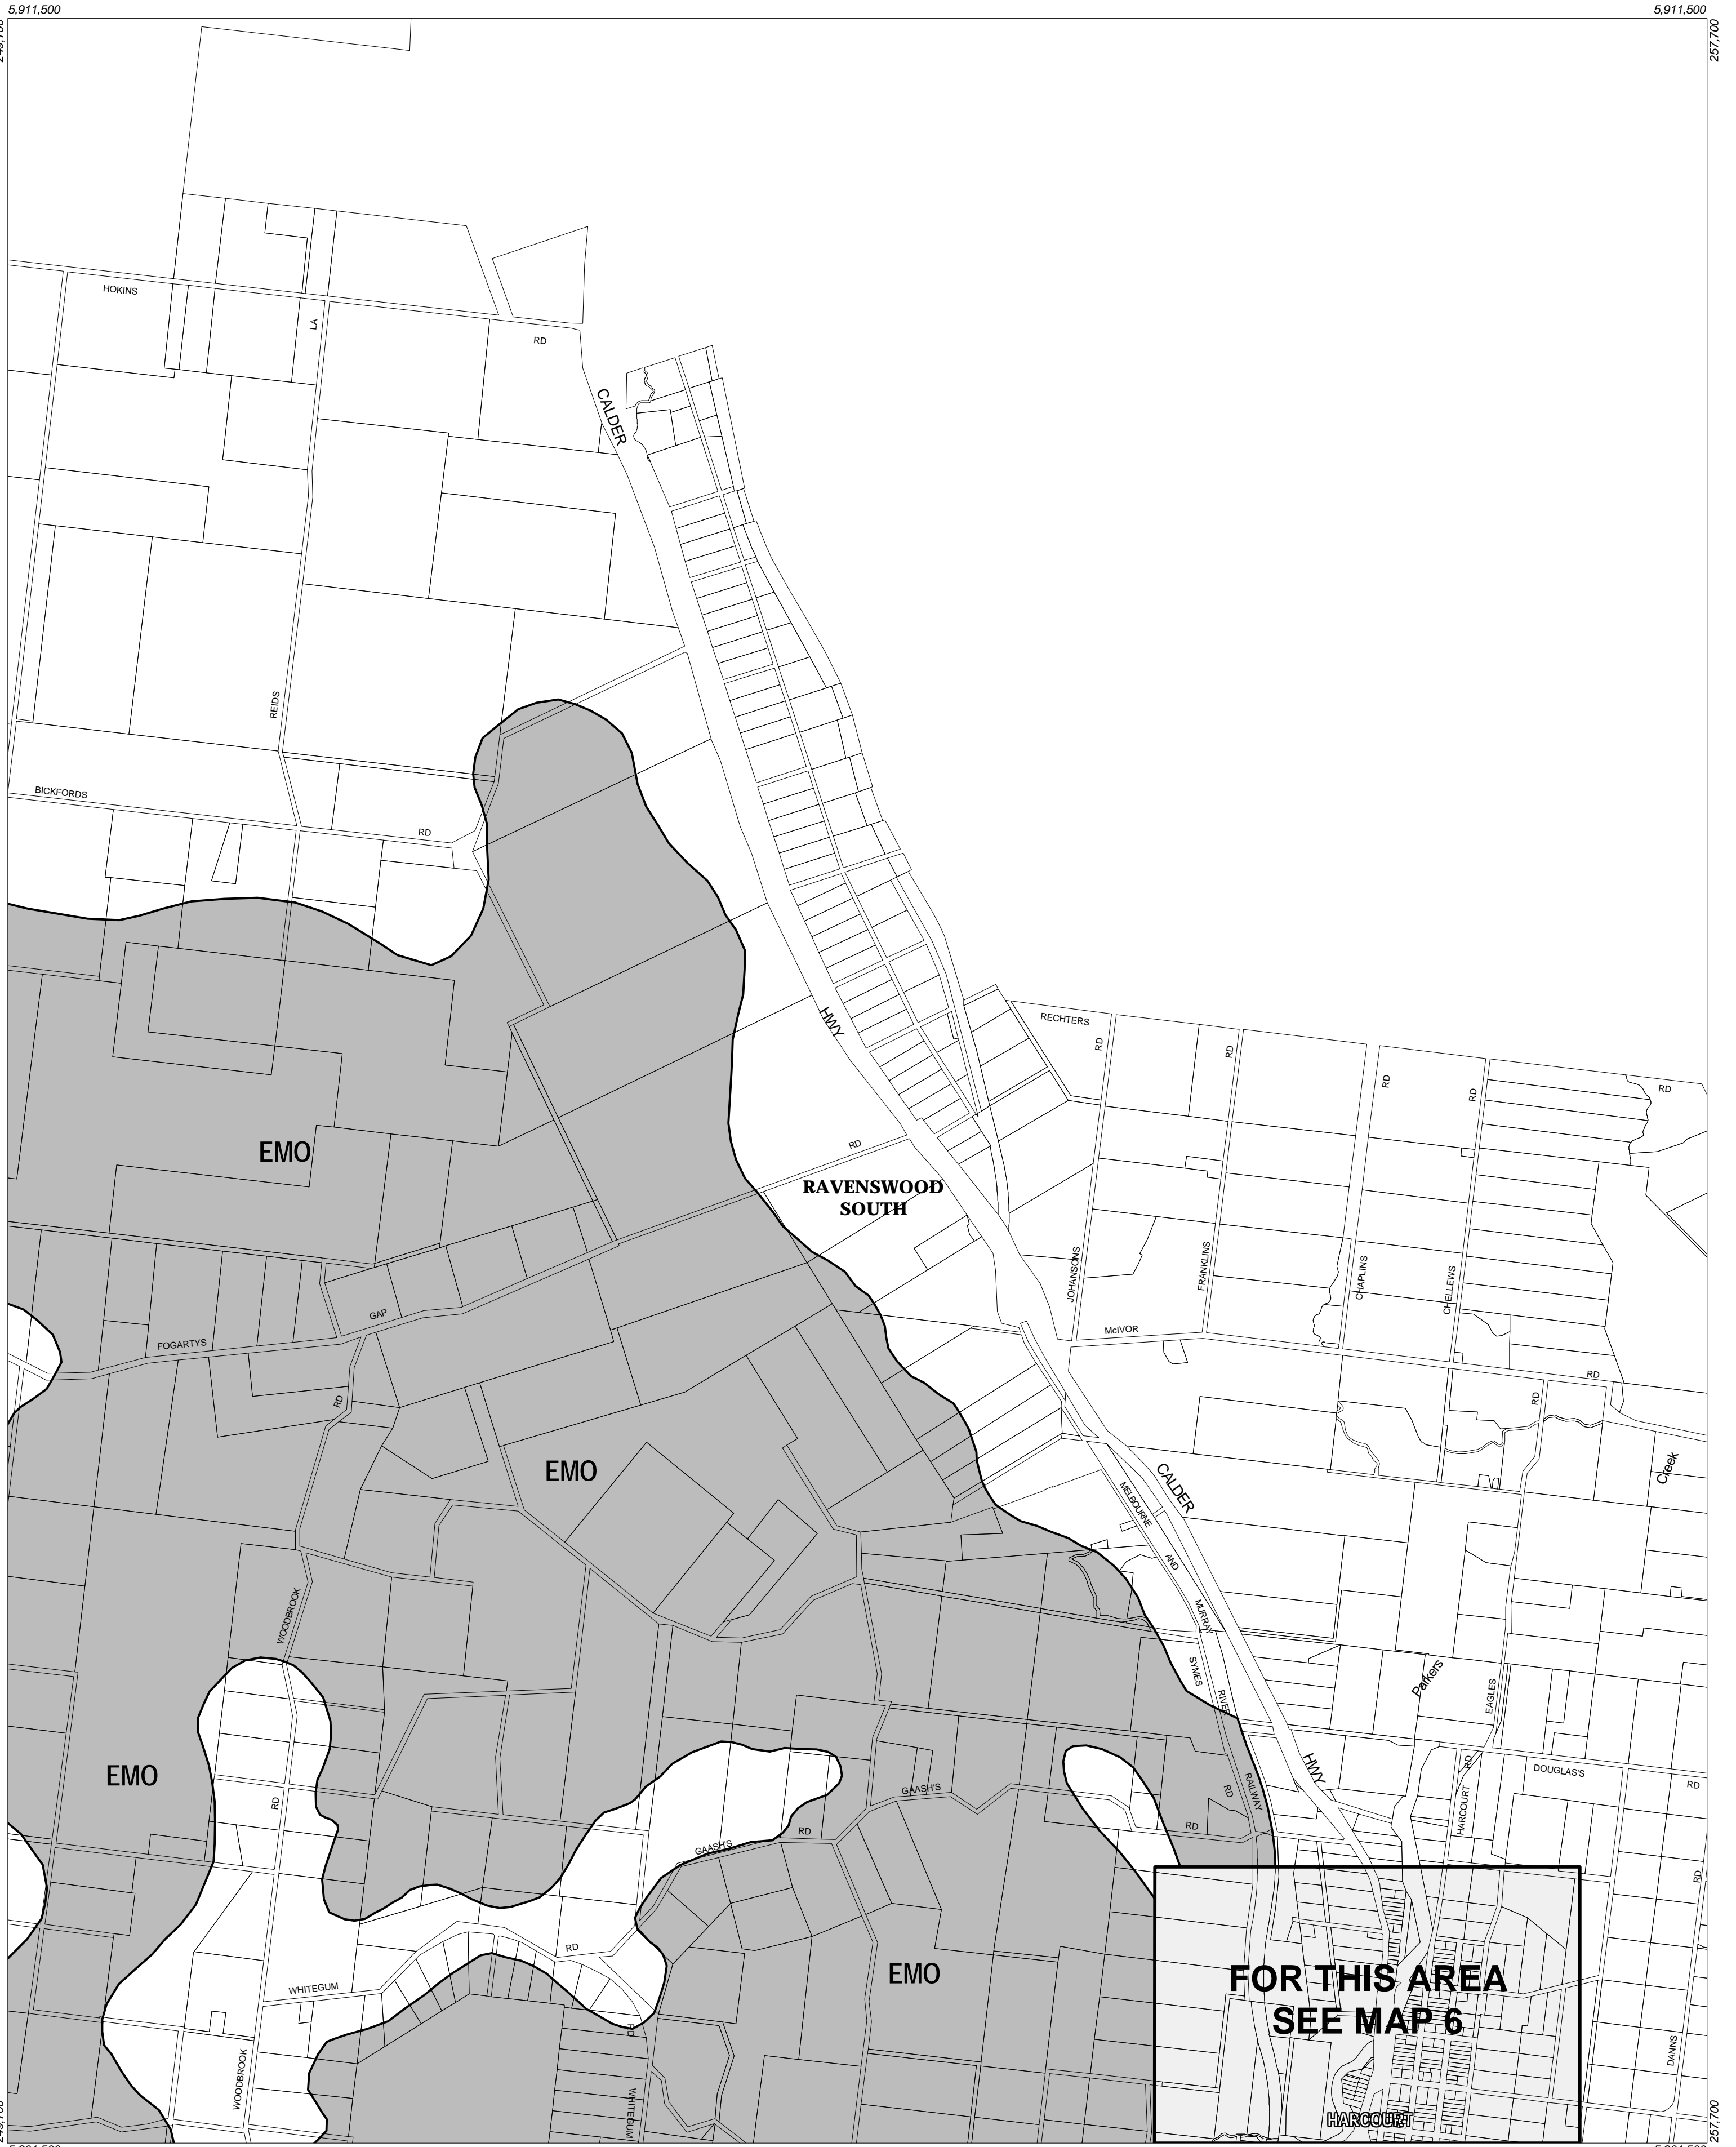 5,911,500
5,911,500
257,700
HOKINS
LA
RD
CALDER
REIDS
BICKFORDS
RD
HWY
RECHTERS
RD
RD
RD
RD
RD
EMO
RD
RAVENSWOOD
SOUTH
JOHANSONS
FRANKLINS
CHAPLINS
CHELLEWS
GAP
FOGARTYS
McIVOR
RD
RD
RD
EMO
CALDER
Creek
MELBOURNE
AND
MURRAY
WOODBROOK
SYMES
RIVER
Parkers
EAGLES
EMO
HWY
RD
DOUGLAS'S
RD
GAASH'S
RAILWAY
RD
RD
HARCOURT
RD
RD
GAASH'S
RD
RD
EMO
FOR THIS AREA
SEE MAP 6
WHITEGUM
RD
WOODBROOK
DANNS
WHITEGUM
HARCOURT
257,700